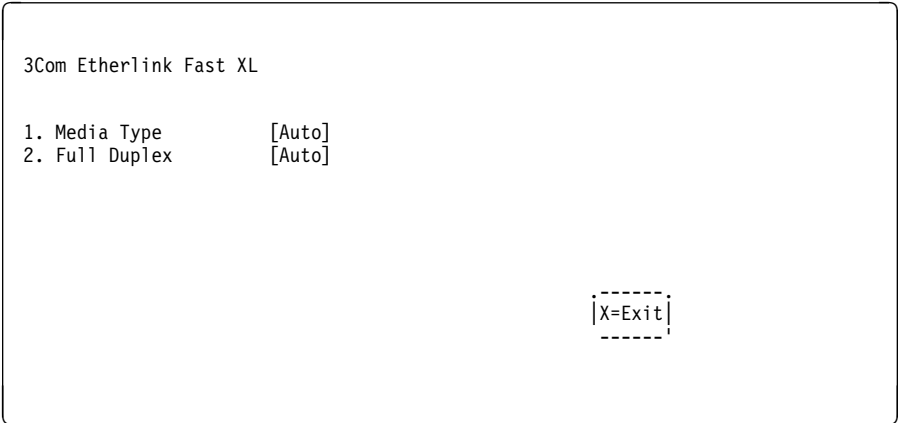 3Com Etherlink Fast XL
1. Media Type [Auto]
2. Full Duplex [Auto]
X=Exit